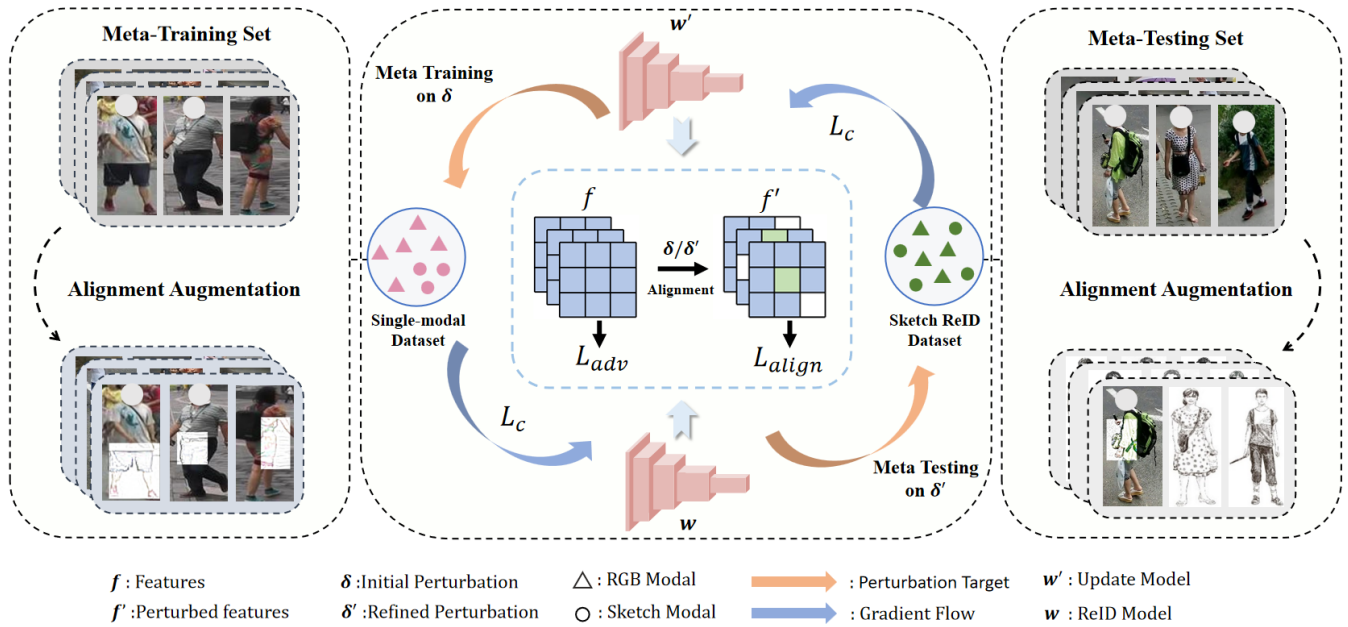 Meta-Training Set
Alignment Augmentation
w'
Meta Training
on δ
L_c
f
f'
δ/δ'
Alignment
L_adv
L_align
Single-modal
Dataset
Sketch ReID
Dataset
L_c
w
Meta Testing
on δ'
Meta-Testing Set
Alignment Augmentation
f : Features
δ :Initial Perturbation
: RGB Modal
: Perturbation Target
w' : Update Model
f' :Perturbed features
δ' :Refined Perturbation
: Sketch Modal
: Gradient Flow
w : ReID Model